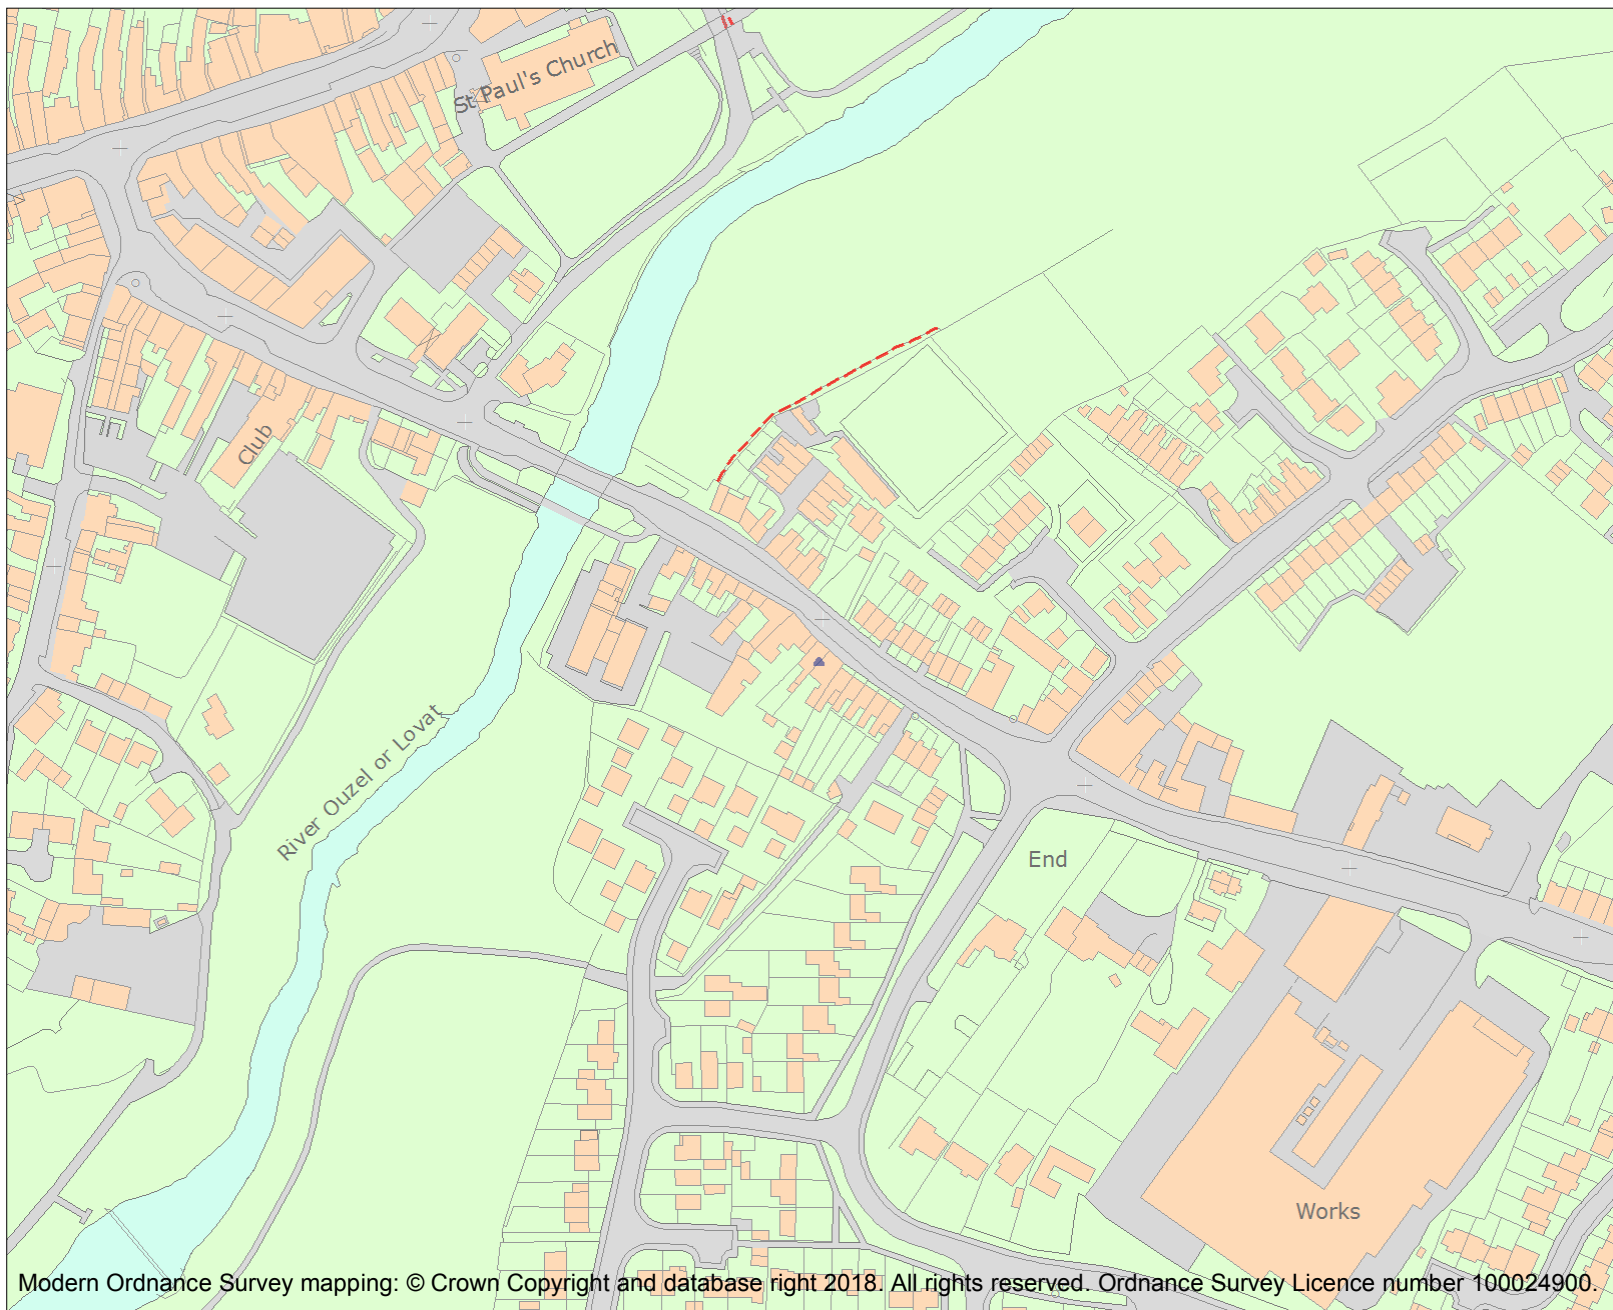 St Paul's Church
Club
River Ouzel or Lovat
End
Works
Modern Ordnance Survey mapping: © Crown Copyright and database right 2018. All rights reserved. Ordnance Survey Licence number 100024900.